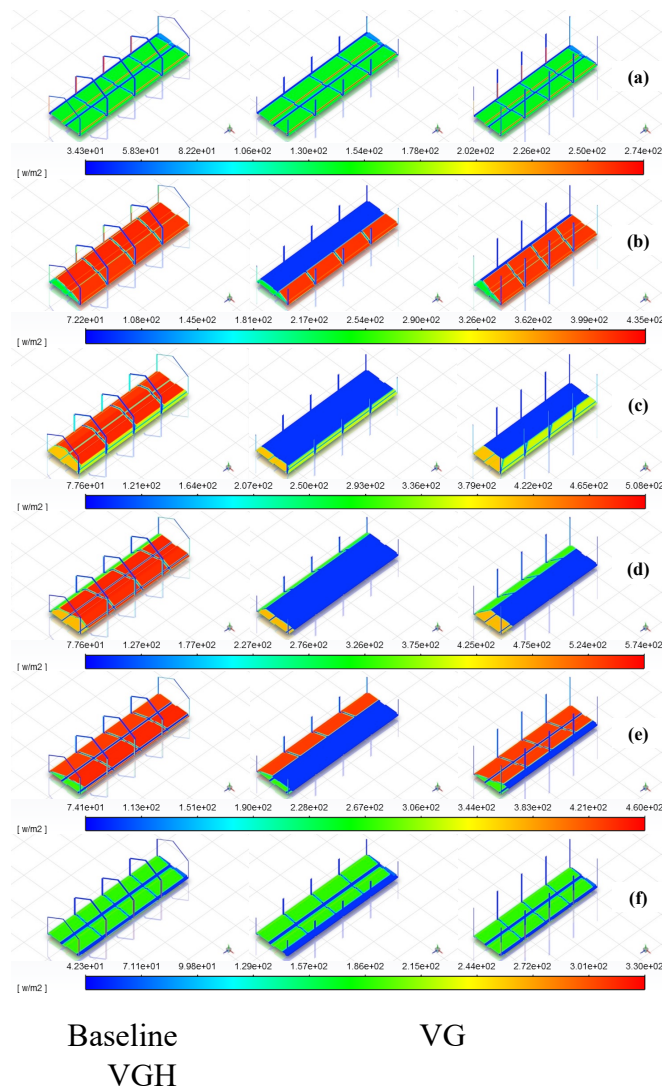 (a)
3.43e+01 5.83e+01 8.22e+01 1.06e+02 1.30e+02 1.54e+02 1.78e+02 2.02e+02 2.26e+02 2.50e+02 2.74e+02
[ w/m2 ]
(b)
7.22e+01 1.08e+02 1.45e+02 1.81e+02 2.17e+02 2.54e+02 2.90e+02 3.26e+02 3.62e+02 3.99e+02 4.35e+02
[ w/m2 ]
(c)
7.76e+01 1.21e+02 1.64e+02 2.07e+02 2.50e+02 2.93e+02 3.36e+02 3.79e+02 4.22e+02 4.65e+02 5.08e+02
[ w/m2 ]
(d)
7.76e+01 1.27e+02 1.77e+02 2.27e+02 2.76e+02 3.26e+02 3.75e+02 4.25e+02 4.75e+02 5.24e+02 5.74e+02
[ w/m2 ]
(e)
7.41e+01 1.13e+02 1.51e+02 1.90e+02 2.28e+02 2.67e+02 3.06e+02 3.44e+02 3.83e+02 4.21e+02 4.60e+02
[ w/m2 ]
(f)
4.23e+01 7.11e+01 9.98e+01 1.29e+02 1.57e+02 1.86e+02 2.15e+02 2.44e+02 2.72e+02 3.01e+02 3.30e+02
[ w/m2 ]
Baseline VG
VGH